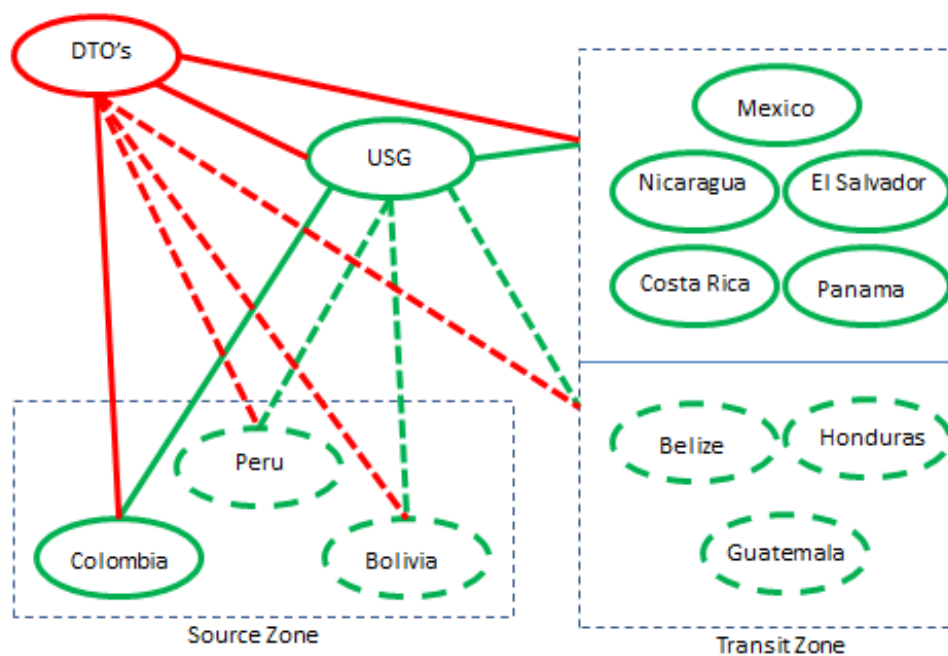 DTO's
USG
Mexico
Nicaragua
El Salvador
Costa Rica
Panama
Belize
Honduras
Guatemala
Peru
Colombia
Bolivia
Source Zone
Transit Zone